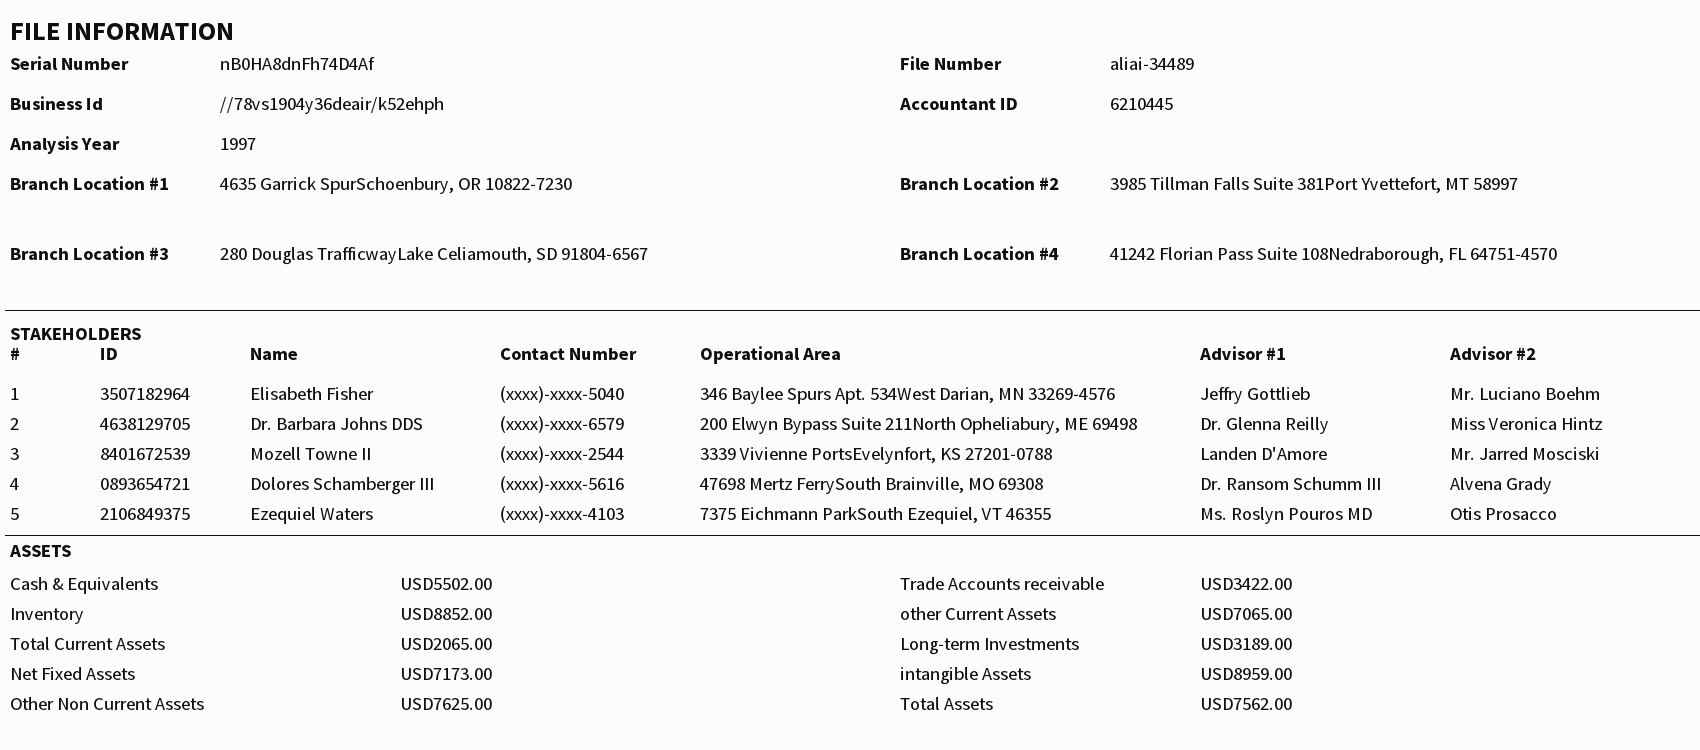 FILE INFORMATION
Serial Number nB0HA8dnFh74D4Af File Number aliai-34489
Business Id //78vs1904y36deair/k52ehph Accountant ID 6210445
Analysis Year 1997
Branch Location #1 4635 Garrick SpurSchoenbury, OR 10822-7230 Branch Location #2 3985 Tillman Falls Suite 381Port Yvettefort, MT 58997
Branch Location #3 280 Douglas TrafficwayLake Celiamouth, SD 91804-6567 Branch Location #4 41242 Florian Pass Suite 108Nedraborough, FL 64751-4570
STAKEHOLDERS
# ID Name Contact Number Operational Area Advisor #1 Advisor #2
1 3507182964 Elisabeth Fisher (xxxx)-xxxx-5040 346 Baylee Spurs Apt. 534West Darian, MN 33269-4576 Jeffry Gottlieb Mr. Luciano Boehm
2 4638129705 Dr. Barbara Johns DDS (xxxx)-xxxx-6579 200 Elwyn Bypass Suite 211North Opheliabury, ME 69498 Dr. Glenna Reilly Miss Veronica Hintz
3 8401672539 Mozell Towne II (xxxx)-xxxx-2544 3339 Vivienne PortsEvelynfort, KS 27201-0788 Landen D'Amore Mr. Jarred Mosciski
4 0893654721 Dolores Schamberger III (xxxx)-xxxx-5616 47698 Mertz FerrySouth Brainville, MO 69308 Dr. Ransom Schumm III Alvena Grady
5 2106849375 Ezequiel Waters (xxxx)-xxxx-4103 7375 Eichmann ParkSouth Ezequiel, VT 46355 Ms. Roslyn Pouros MD Otis Prosacco
ASSETS
Cash & Equivalents USD5502.00 Trade Accounts receivable USD3422.00
Inventory USD8852.00 other Current Assets USD7065.00
Total Current Assets USD2065.00 Long-term Investments USD3189.00
Net Fixed Assets USD7173.00 intangible Assets USD8959.00
Other Non Current Assets USD7625.00 Total Assets USD7562.00